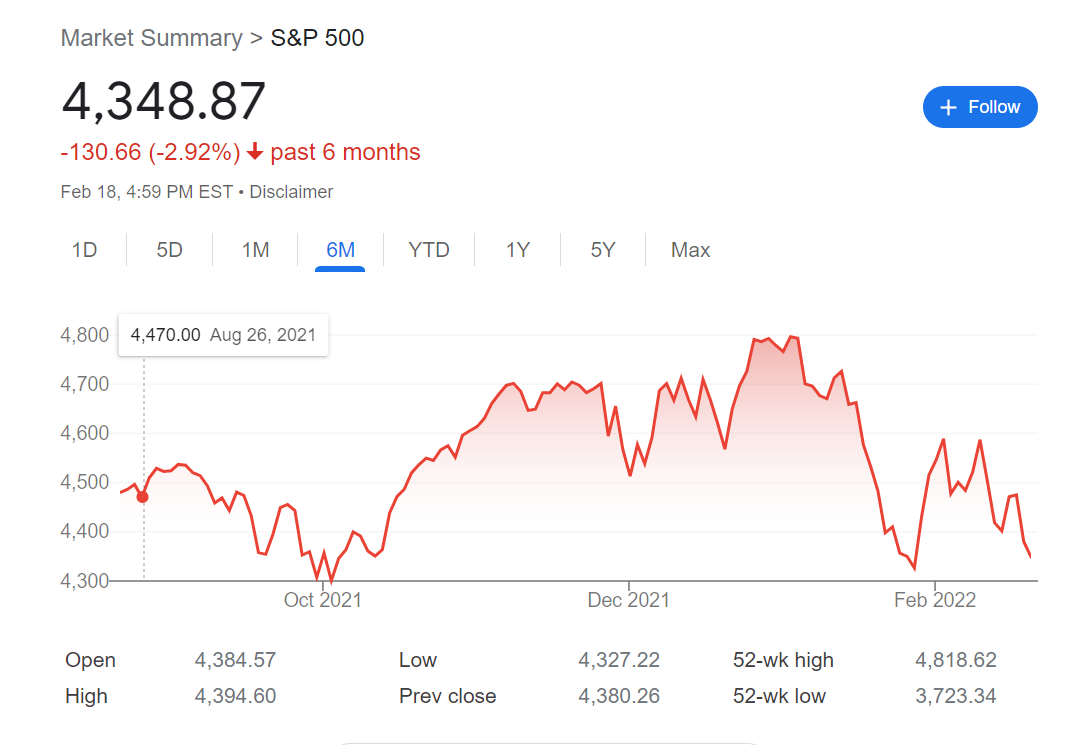 Market Summary > S&P 500
4,348.87
+ Follow
-130.66 (-2.92%) ↓ past 6 months
Feb 18, 4:59 PM EST • Disclaimer
1D 5D 1M 6M YTD 1Y 5Y Max
4,800
4,470.00 Aug 26, 2021
4,700
4,600
4,500
4,400
4,300
Oct 2021 Dec 2021 Feb 2022
Open 4,384.57 Low 4,327.22 52-wk high 4,818.62
High 4,394.60 Prev close 4,380.26 52-wk low 3,723.34